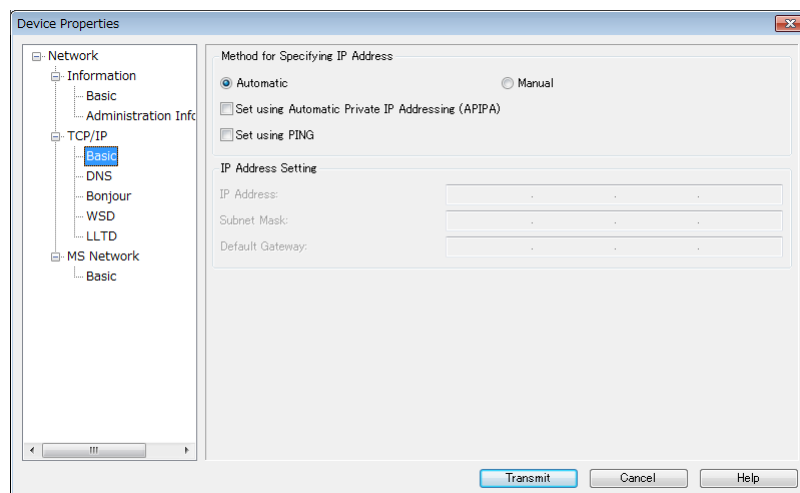 Device Properties
Network
Information
Basic
Administration Info
TCP/IP
Basic
DNS
Bonjour
WSD
LLTD
MS Network
Basic
Method for Specifying IP Address
Automatic
Manual
Set using Automatic Private IP Addressing (APIPA)
Set using PING
IP Address Setting
IP Address:
Subnet Mask:
Default Gateway:
Transmit
Cancel
Help